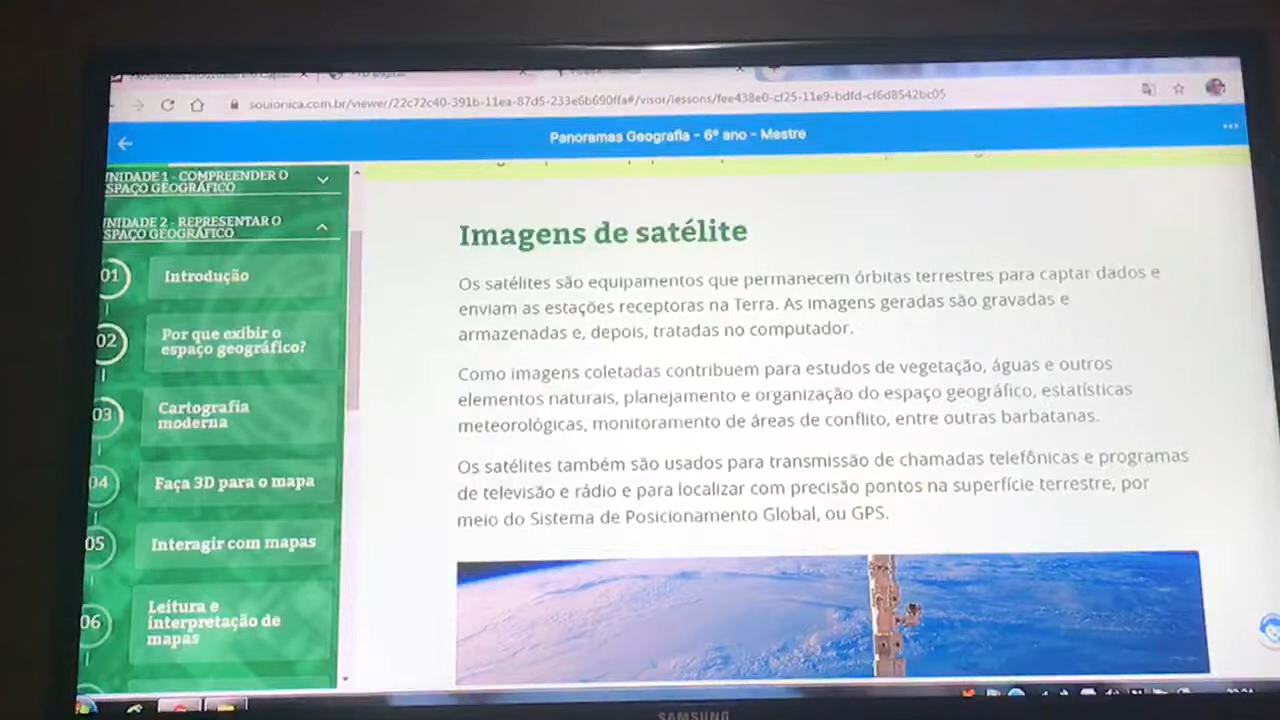 souionica.com.br/viewer/22c72c40-391b-11ea-87d5-233e6b690ffa#/visor/lessons/fee438e0-cf25-11e9-bdfd-cf6d8542bc05
Panoramas Geografia - 6º ano - Mestre
UNIDADE 1 - COMPREENDER O
ESPAÇO GEOGRÁFICO
UNIDADE 2 - REPRESENTAR O
ESPAÇO GEOGRÁFICO
01
Introdução
02
Por que exibir o
espaço geográfico?
03
Cartografia
moderna
04
Faça 3D para o mapa
05
Interagir com mapas
06
Leitura e
interpretação de
mapas
Imagens de satélite
Os satélites são equipamentos que permanecem órbitas terrestres para captar dados e
enviam as estações receptoras na Terra. As imagens geradas são gravadas e
armazenadas e, depois, tratadas no computador.
Como imagens coletadas contribuem para estudos de vegetação, águas e outros
elementos naturais, planejamento e organização do espaço geográfico, estatísticas
meteorológicas, monitoramento de áreas de conflito, entre outras barbatanas.
Os satélites também são usados para transmissão de chamadas telefônicas e programas
de televisão e rádio e para localizar com precisão pontos na superfície terrestre, por
meio do Sistema de Posicionamento Global, ou GPS.
SAMSUNG